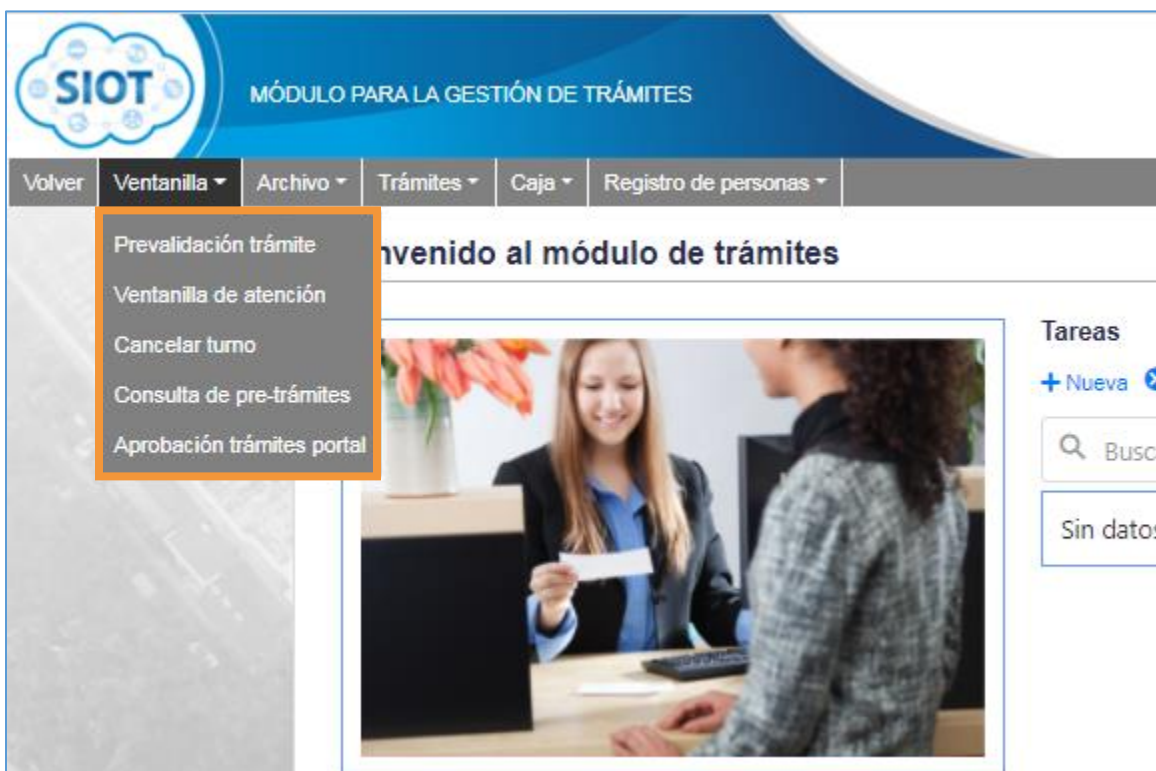 SIOT
MÓDULO PARA LA GESTIÓN DE TRÁMITES
Volver Ventanilla Archivo Trámites Caja Registro de personas
Prevalidación trámite
Ventanilla de atención
Cancelar turno
Consulta de pre-trámites
Aprobación trámites portal
nvenido al módulo de trámites
Tareas
+ Nueva
Busc
Sin datos